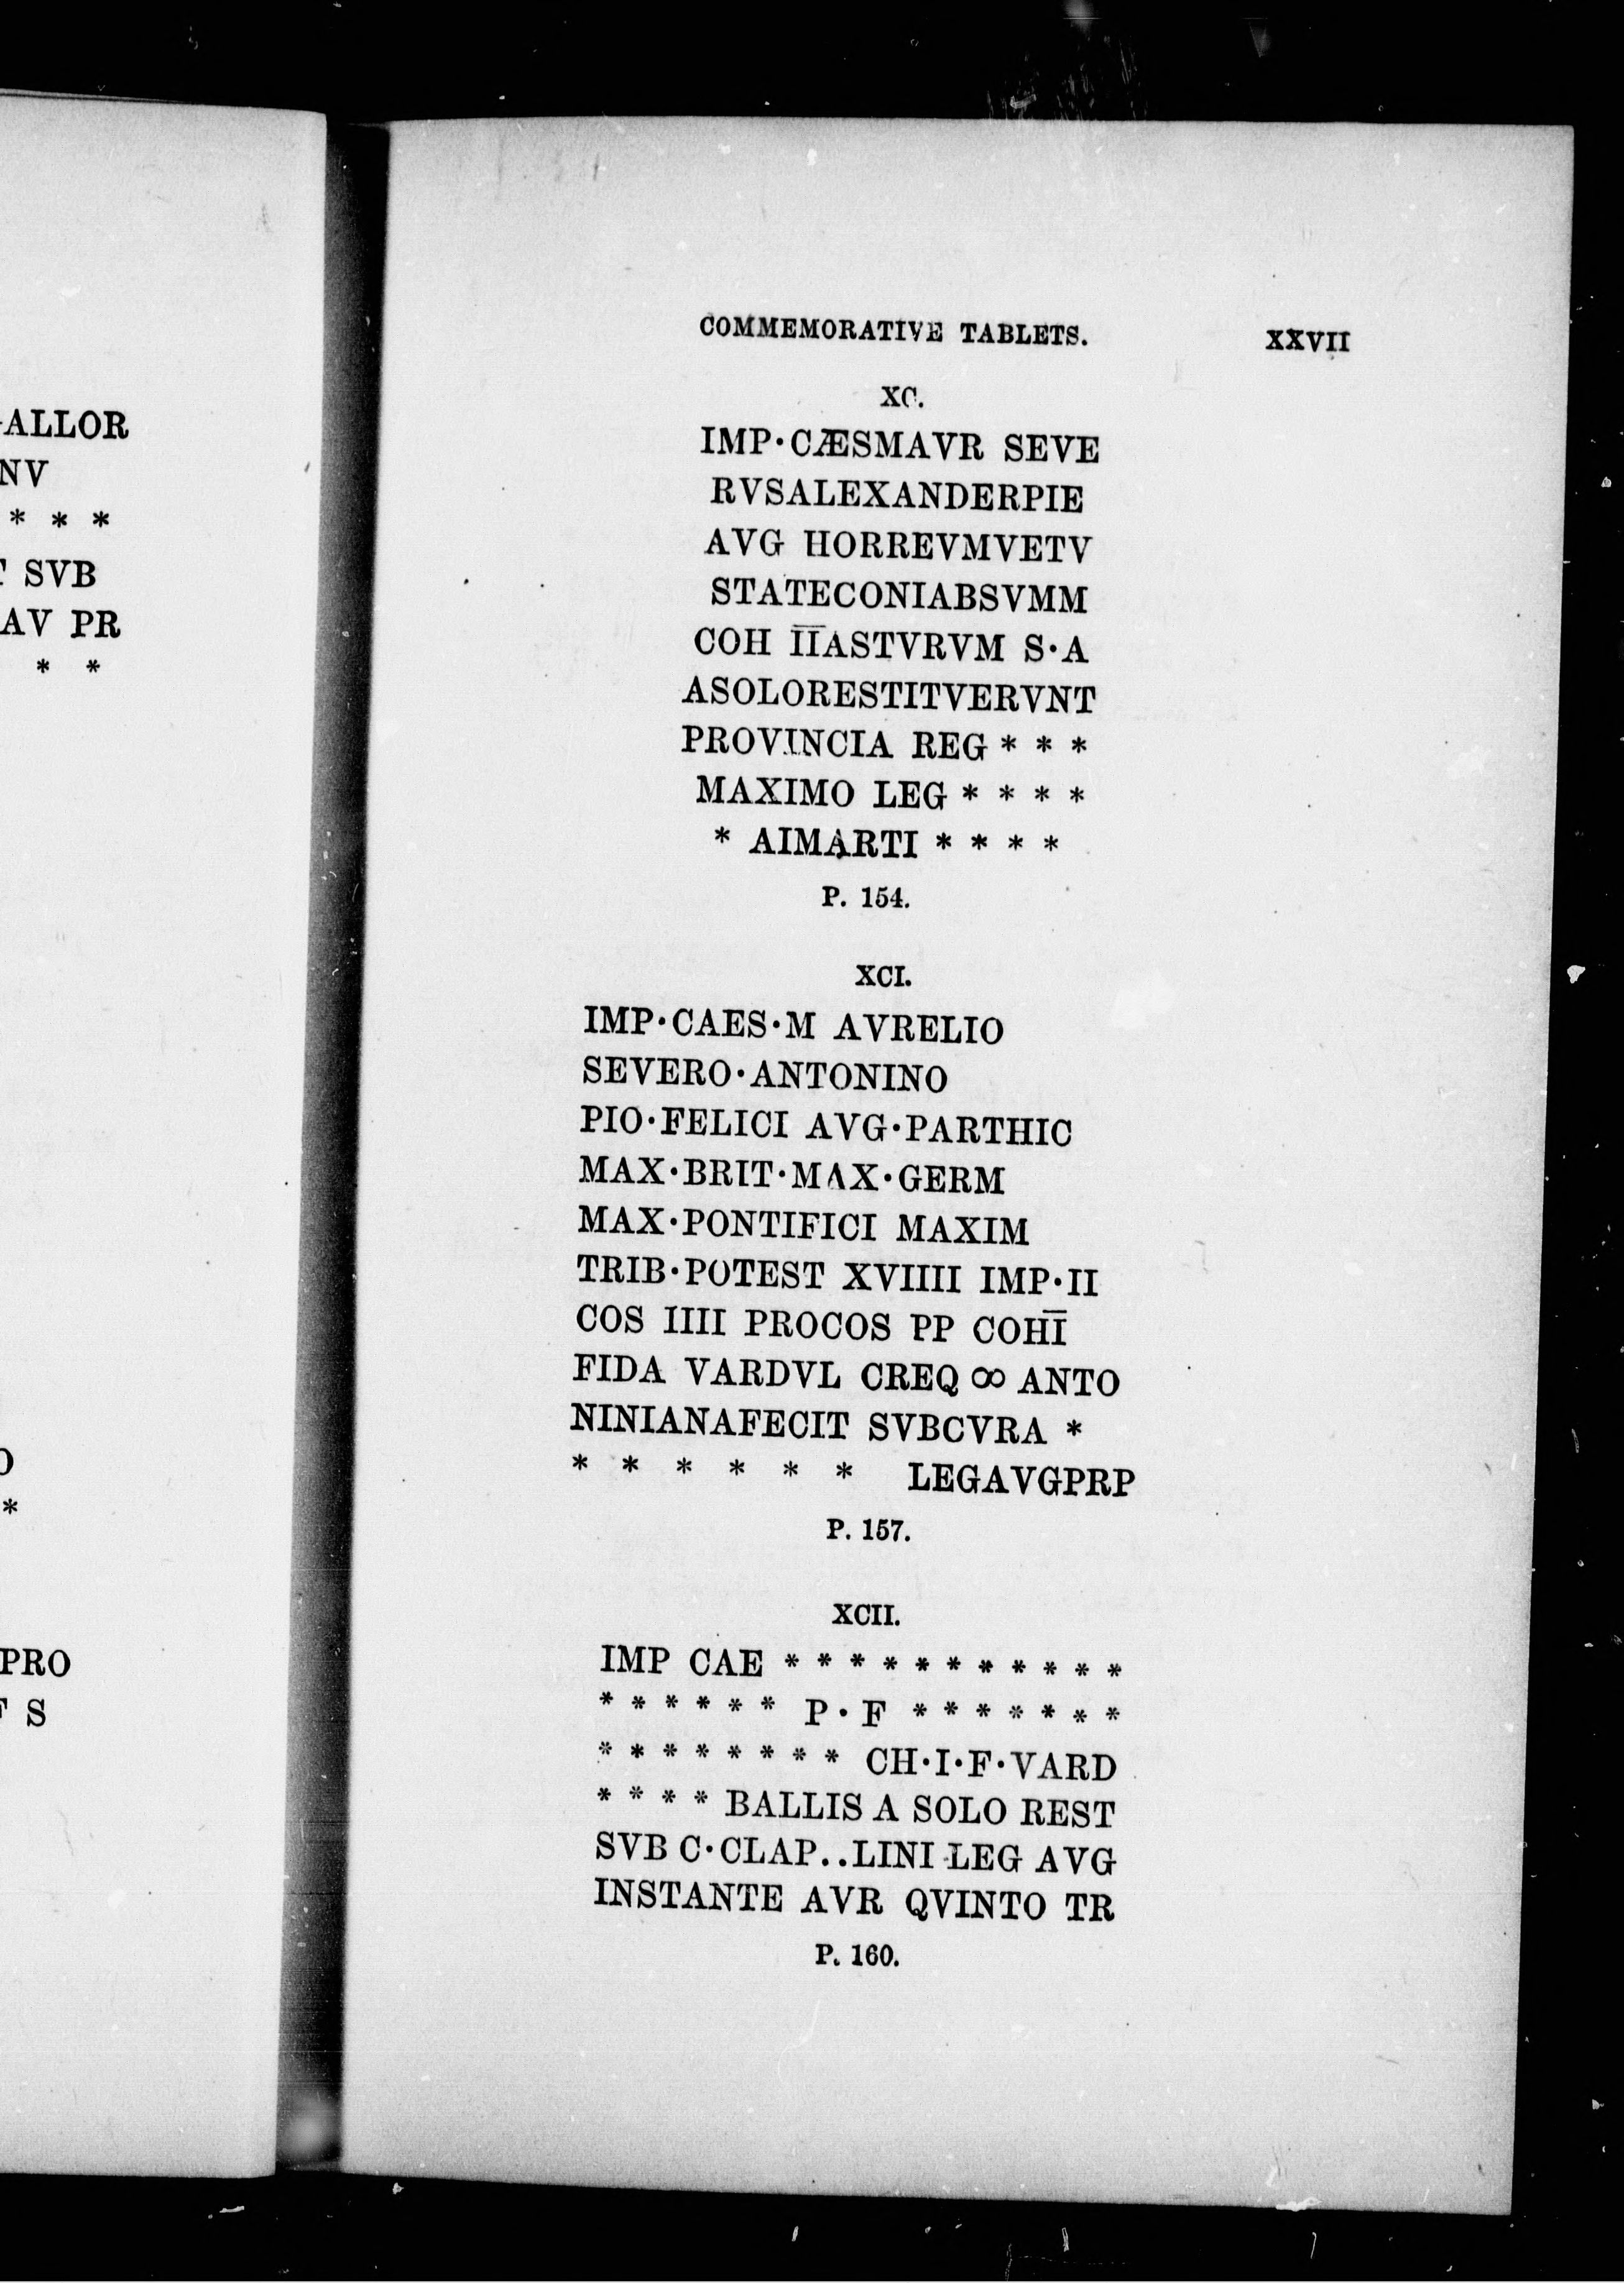 ALLOR
NV
* * *
SVB
AV PR
* *
*
PRO
S
COMMEMORATIVE TABLETS. XXVII
XC.
IMP·CÆSMAVR SEVE
RVSALEXANDERPIE
AVG HORREVMVETV
STATECONIABSVMM
COH I̅I̅ASTVRVM S·A
ASOLORESTITVERVNT
PROVINCIA REG * * *
MAXIMO LEG * * * *
* AIMARTI * * * *
P. 154.
XCI.
IMP·CAES·M AVRELIO
SEVERO·ANTONINO
PIO·FELICI AVG·PARTHIC
MAX·BRIT·MAX·GERM
MAX·PONTIFICI MAXIM
TRIB·POTEST XVIIII IMP·II
COS IIII PROCOS PP COHI̅
FIDA VARDVL CREQ ∞ ANTO
NINIANAFECIT SVBCVRA *
* * * * * * LEGAVGPRP
P. 157.
XCII.
IMP CAE * * * * * * * * * * *
* * * * * * P·F * * * * * * *
* * * * * * * * CH·I·F·VARD
* * * * BALLIS A SOLO REST
SVB C·CLAP..LINI LEG AVG
INSTANTE AVR QVINTO TR
P. 160.